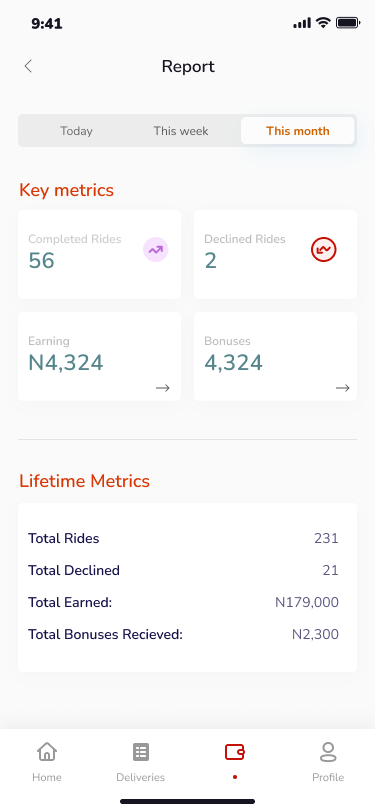 9:41
Report
Today This week This month
Key metrics
Completed Rides
56
Declined Rides
2
Earning
N4,324
Bonuses
4,324
Lifetime Metrics
Total Rides 231
Total Declined 21
Total Earned: N179,000
Total Bonuses Recieved: N2,300
Home Deliveries Profile